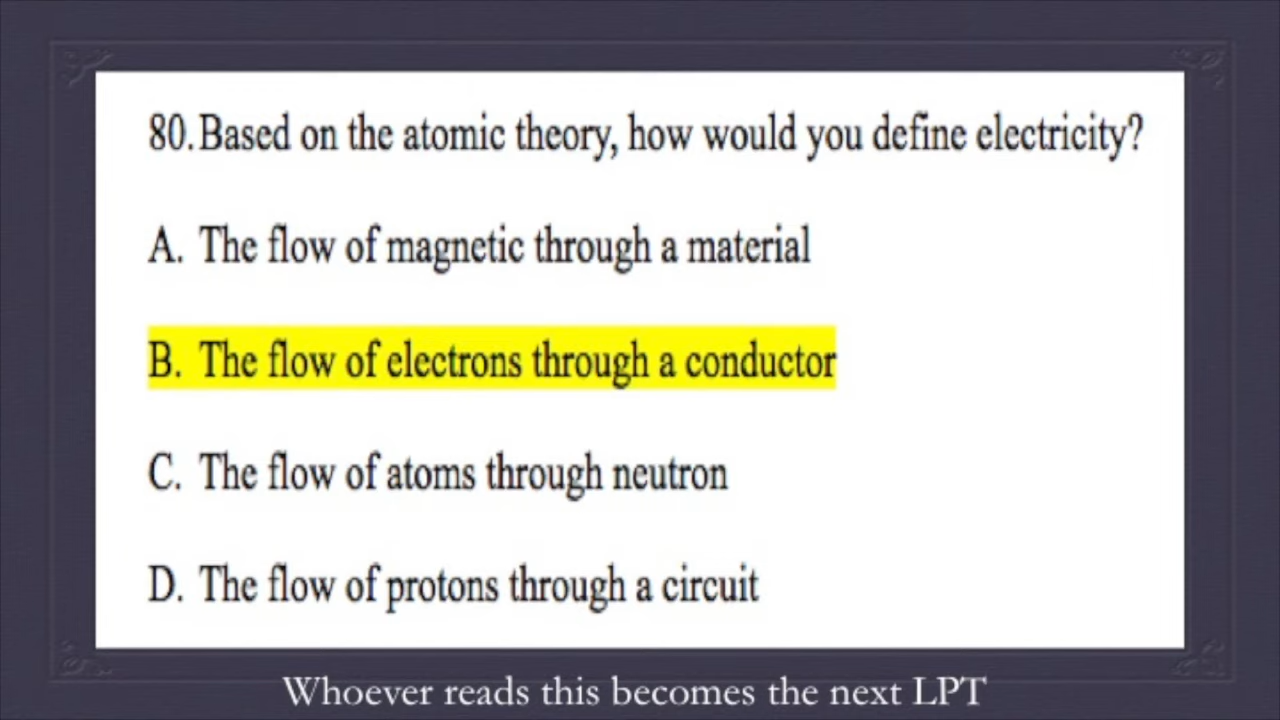 80.Based on the atomic theory, how would you define electricity?
A. The flow of magnetic through a material
B. The flow of electrons through a conductor
C. The flow of atoms through neutron
D. The flow of protons through a circuit
Whoever reads this becomes the next LPT